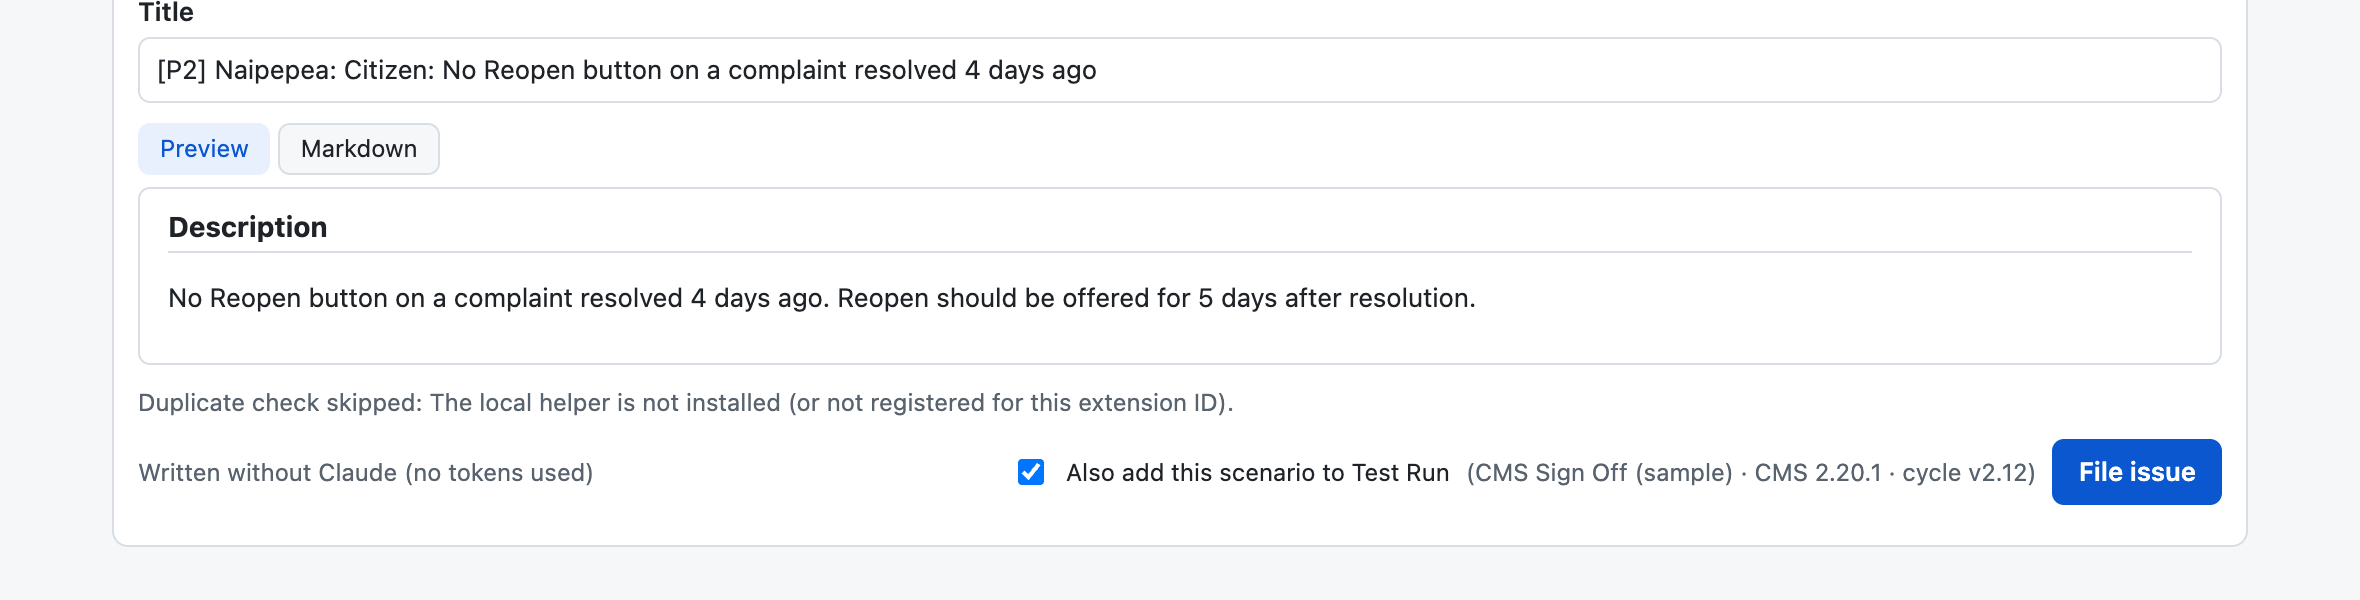 Title
[P2] Naipepea: Citizen: No Reopen button on a complaint resolved 4 days ago
Preview Markdown
Description
No Reopen button on a complaint resolved 4 days ago. Reopen should be offered for 5 days after resolution.
Duplicate check skipped: The local helper is not installed (or not registered for this extension ID).
Written without Claude (no tokens used) Also add this scenario to Test Run (CMS Sign Off (sample) · CMS 2.20.1 · cycle v2.12) File issue